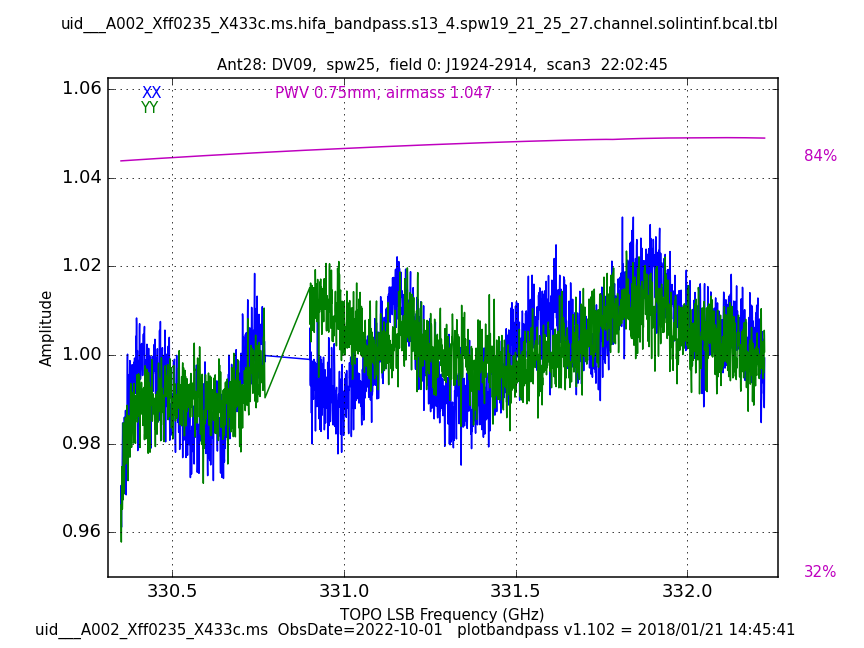 uid___A002_Xff0235_X433c.ms.hifa_bandpass.s13_4.spw19_21_25_27.channel.solintinf.bcal.tbl
Ant28: DV09,  spw25,  field 0: J1924-2914,  scan3  22:02:45
XX
YY
PWV 0.75mm, airmass 1.047
1.06
1.04
1.02
1.00
0.98
0.96
Amplitude
84%
32%
330.5 331.0 331.5 332.0
TOPO LSB Frequency (GHz)
uid___A002_Xff0235_X433c.ms  ObsDate=2022-10-01   plotbandpass v1.102 = 2018/01/21 14:45:41